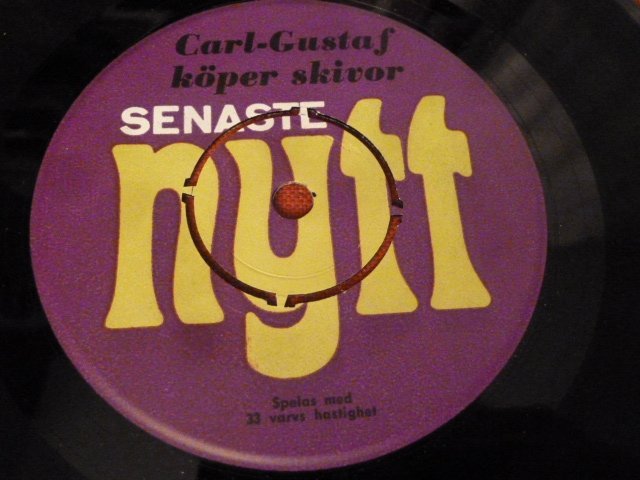 Carl-Gustaf
köper skivor
SENASTE
nytt
Spelas med
33 varvs hastighet